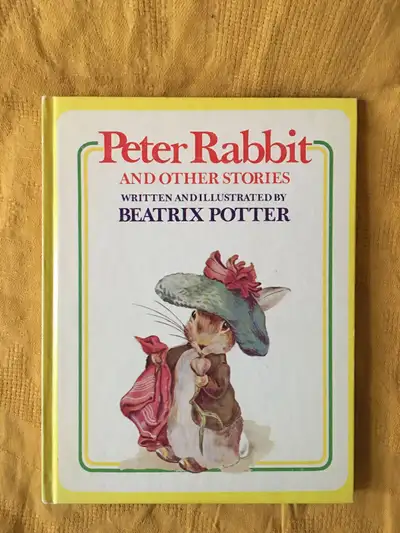 Peter Rabbit
AND OTHER STORIES
WRITTEN AND ILLUSTRATED BY
BEATRIX POTTER